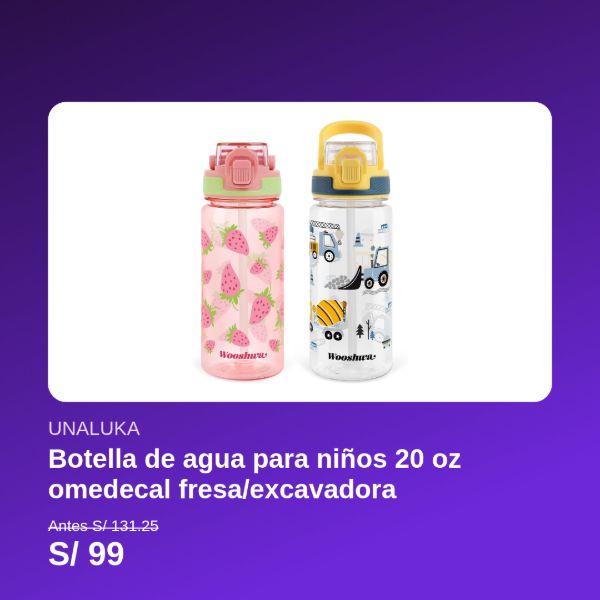 Wooshwa
Wooshwa
UNALUKA
Botella de agua para niños 20 oz
omedecal fresa/excavadora
Antes S/ 131.25
S/ 99